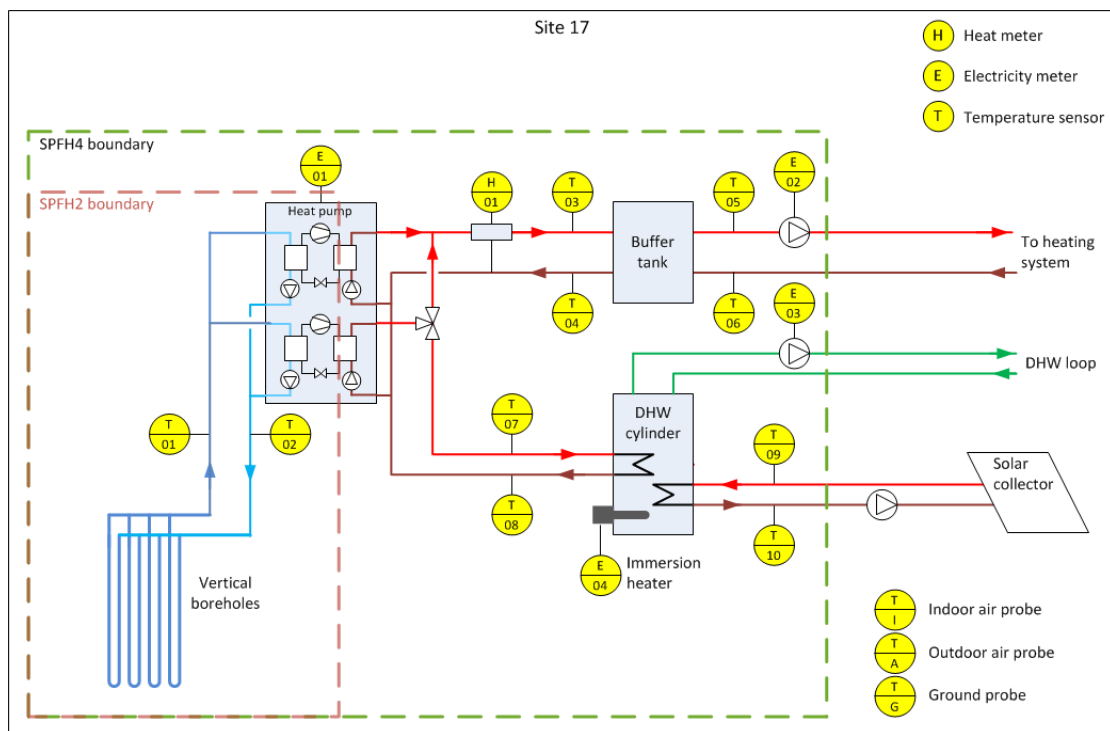 Site 17
H
Heat meter
E
Electricity meter
T
Temperature sensor
SPFH4 boundary
SPFH2 boundary
E
01
Heat pump
H
01
T
03
T
05
E
02
Buffer
tank
To heating
system
T
04
T
06
E
03
DHW loop
T
01
T
02
T
07
DHW
cylinder
T
09
Solar
collector
T
08
T
10
E
04
Immersion
heater
Vertical
boreholes
T
I
Indoor air probe
T
A
Outdoor air probe
T
G
Ground probe